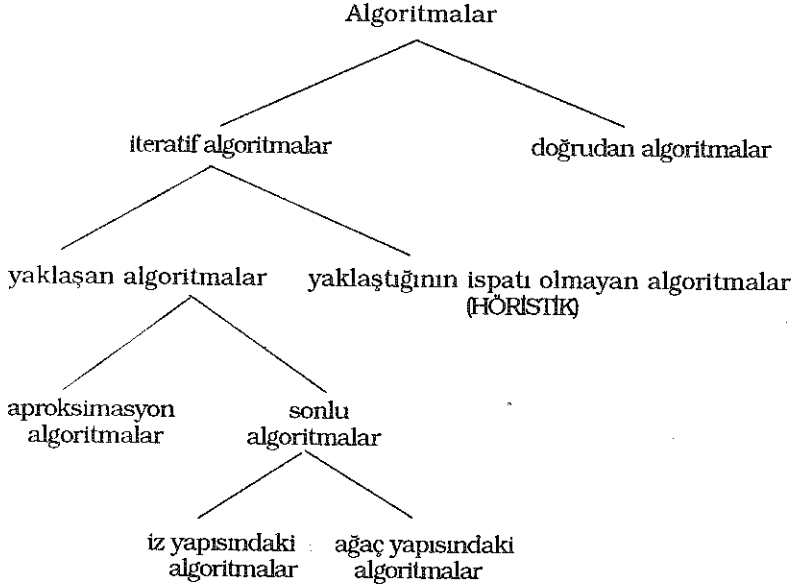 Algoritmalar
iteratif algoritmalar
doğrudan algoritmalar
yaklaşan algoritmalar
yaklaştığının ispatı olmayan algoritmalar
(HÖRİSTİK)
aproksimasyon
algoritmalar
sonlu
algoritmalar
iz yapısındaki
algoritmalar
ağaç yapısındaki
algoritmalar